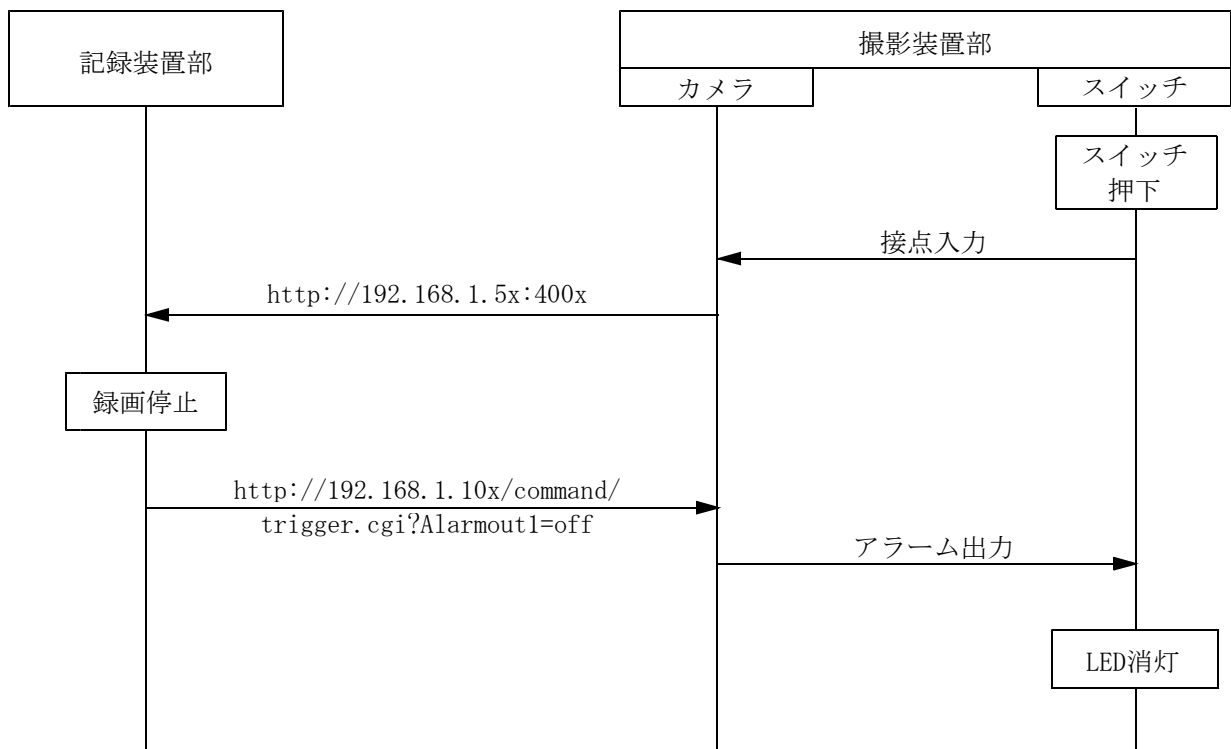 記録装置部
撮影装置部
カメラ
スイッチ
スイッチ
押下
接点入力
http://192.168.1.5x:400x
録画停止
http://192.168.1.10x/command/
trigger.cgi?Alarmout1=off
アラーム出力
LED消灯